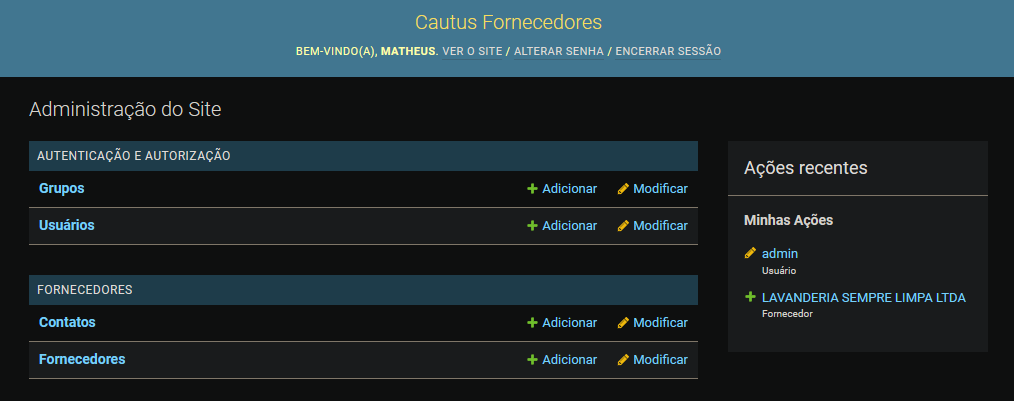 Cautus Fornecedores
BEM-VINDO(A), MATHEUS. VER O SITE / ALTERAR SENHA / ENCERRAR SESSÃO
Administração do Site
AUTENTICAÇÃO E AUTORIZAÇÃO
Grupos Adicionar Modificar
Usuários Adicionar Modificar
FORNECEDORES
Contatos Adicionar Modificar
Fornecedores Adicionar Modificar
Ações recentes
Minhas Ações
admin
Usuário
LAVANDERIA SEMPRE LIMPA LTDA
Fornecedor